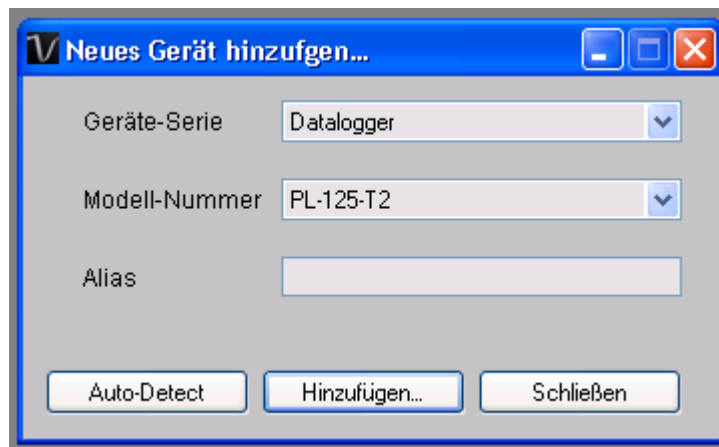 Neues Gerät hinzufgen...
Geräte-Serie Datalogger
Modell-Nummer PL-125-T2
Alias
Auto-Detect Hinzufügen... Schließen